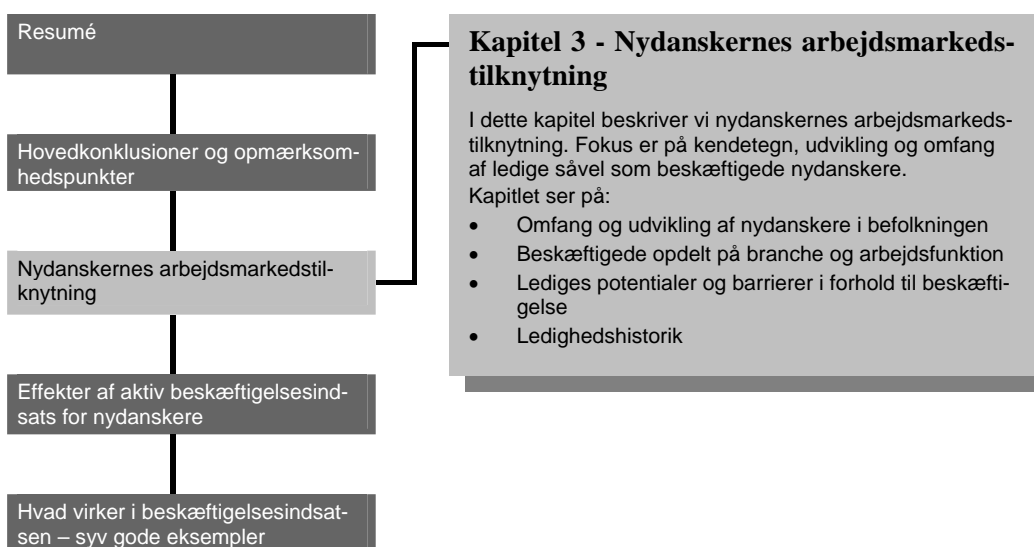 Resumé
Hovedkonklusioner og opmærksom-
hedspunkter
Nydanskernes arbejdsmarkedstil-
knytning
Effekter af aktiv beskæftigelsesind-
sats for nydanskere
Hvad virker i beskæftigelsesindsat-
sen – syv gode eksempler
Kapitel 3 - Nydanskernes arbejdsmarkeds-
tilknytning
I dette kapitel beskriver vi nydanskernes arbejdsmarkeds-
tilknytning. Fokus er på kendetegn, udvikling og omfang
af ledige såvel som beskæftigede nydanskere.
Kapitlet ser på:
• Omfang og udvikling af nydanskere i befolkningen
• Beskæftigede opdelt på branche og arbejdsfunktion
• Lediges potentialer og barrierer i forhold til beskæfti-
gelse
• Ledighedshistorik